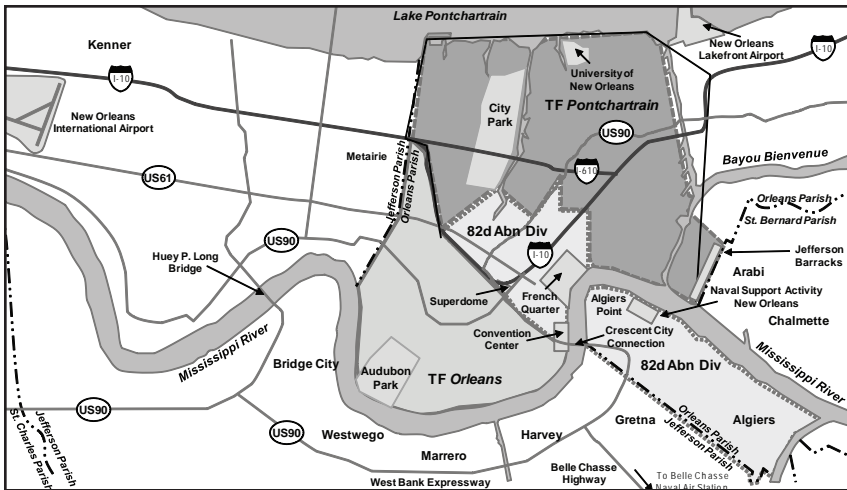 Lake Pontchartrain
Kenner
I-10
New Orleans
International Airport
US61
Metairie
Jefferson Parish
Orleans Parish
City
Park
University of
New Orleans
TF Pontchartrain
US90
I-610
New Orleans
Lakefront Airport
I-10
Bayou Bienvenue
Orleans Parish
St. Bernard Parish
Jefferson
Barracks
Arabi
Naval Support Activity
New Orleans
Chalmette
82d Abn Div
I-10
US90
Huey P. Long
Bridge
Superdome
French
Quarter
Algiers
Point
Convention
Center
Crescent City
Connection
Mississippi River
Bridge City
Audubon
Park
TF Orleans
82d Abn Div
Mississippi River
Algiers
Orleans Parish
Jefferson Parish
Gretna
US90
US90
Westwego
Marrero
Harvey
West Bank Expressway
Belle Chasse
Highway
To Belle Chasse
Naval Air Station
Jefferson Parish
St. Charles Parish